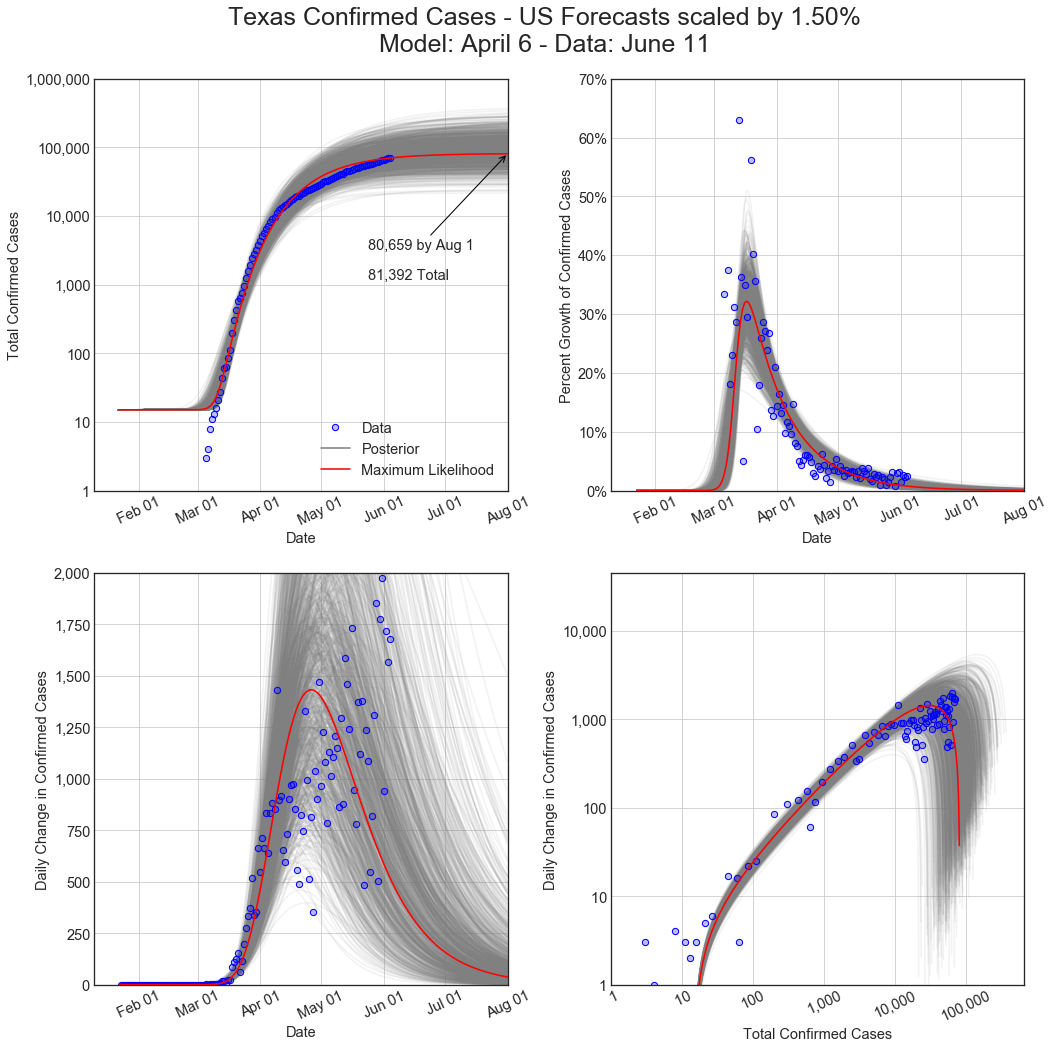 Texas Confirmed Cases - US Forecasts scaled by 1.50%
Model: April 6 - Data: June 11
Total Confirmed Cases
1,000,000
100,000
10,000
1,000
100
10
1
80,659 by Aug 1
81,392 Total
Data
Posterior
Maximum Likelihood
Feb 01 Mar 01 Apr 01 May 01 Jun 01 Jul 01 Aug 01
Date
Percent Growth of Confirmed Cases
70%
60%
50%
40%
30%
20%
10%
0%
Feb 01 Mar 01 Apr 01 May 01 Jun 01 Jul 01 Aug 01
Date
Daily Change in Confirmed Cases
2,000
1,750
1,500
1,250
1,000
750
500
250
0
Feb 01 Mar 01 Apr 01 May 01 Jun 01 Jul 01 Aug 01
Date
Daily Change in Confirmed Cases
10,000
1,000
100
10
1
1 10 100 1,000 10,000 100,000
Total Confirmed Cases